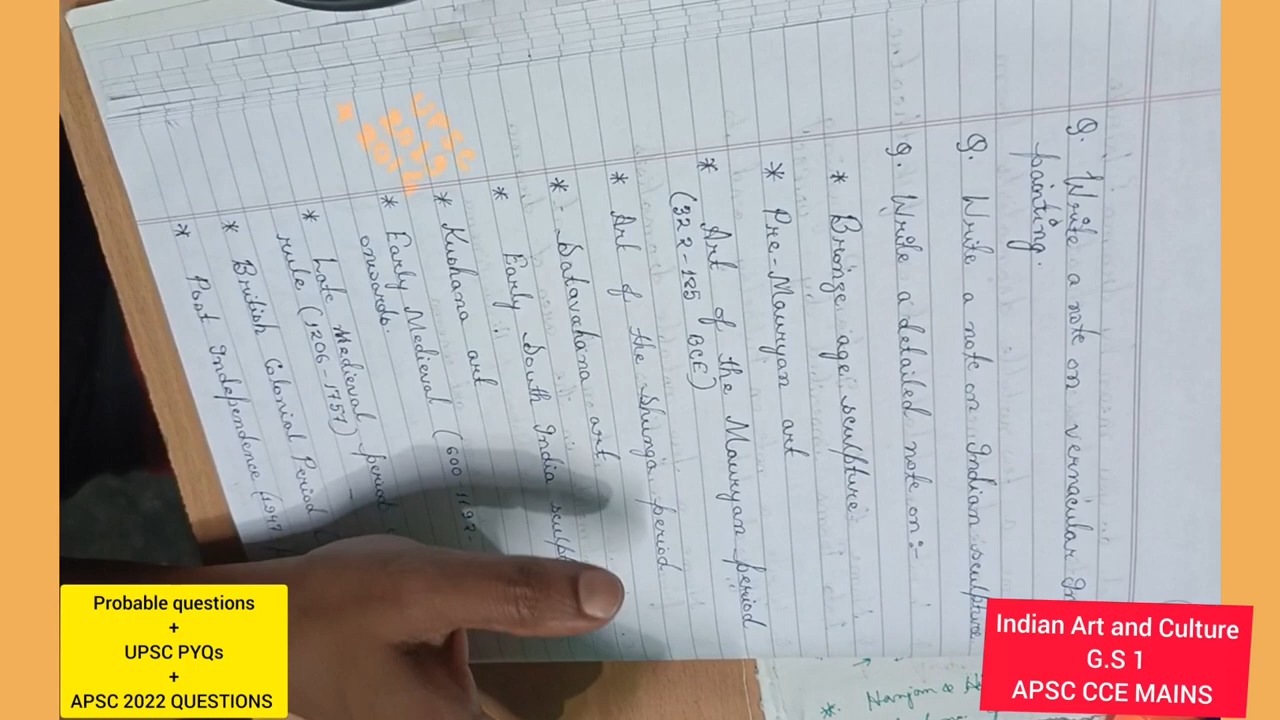 Q. Write a note on vernacular
painting.
Q. Write a note on Indian sculpture
Q. Write a detailed note on:-
* Bronze age sculpture
* Pre-Mauryan art
* Art of the Mauryan period
(322-185 BCE)
* Art of the Shunga period
* Satavahana art
* Early South India
* Kushana art
* Early Medieval (600-
onwards.
* Late Medieval period
rule (1206-1757)
* British Colonial Period
* Post Independence (1947
UPSC
Probable questions
+
UPSC PYQs
+
APSC 2022 QUESTIONS
Indian Art and Culture
G.S 1
APSC CCE MAINS